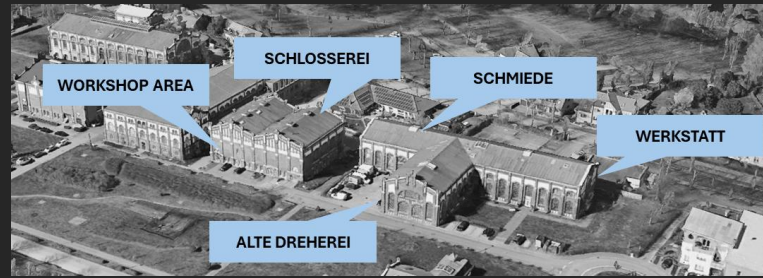 SCHLOSSEREI
WORKSHOP AREA
SCHMIEDE
WERKSTATT
ALTE DREHEREI